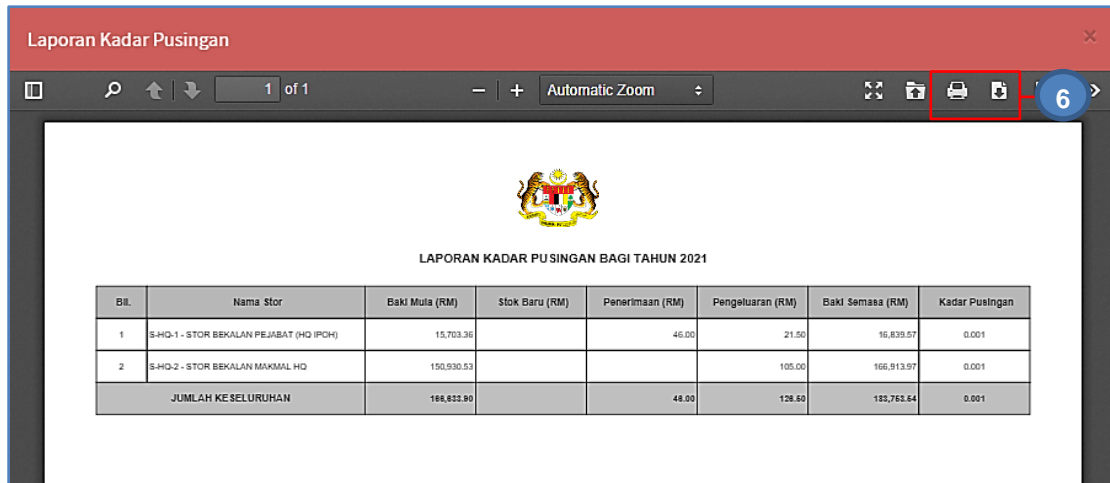 Laporan Kadar Pusingan ×
1 of 1 Automatic Zoom 6
LAPORAN KADAR PUSINGAN BAGI TAHUN 2021
Bil. Nama Stor Baki Mula (RM) Stok Baru (RM) Penerimaan (RM) Pengeluaran (RM) Baki Semasa (RM) Kadar Pusingan
1 S-HQ-1 - STOR BEKALAN PEJABAT (HQ IPOH) 15,703.36 46.00 21.50 16,839.57 0.001
2 S-HQ-2 - STOR BEKALAN MAKMAL HQ 150,930.53 105.00 166,913.97 0.001
JUMLAH KESELURUHAN 166,633.90 46.00 126.50 183,753.54 0.001